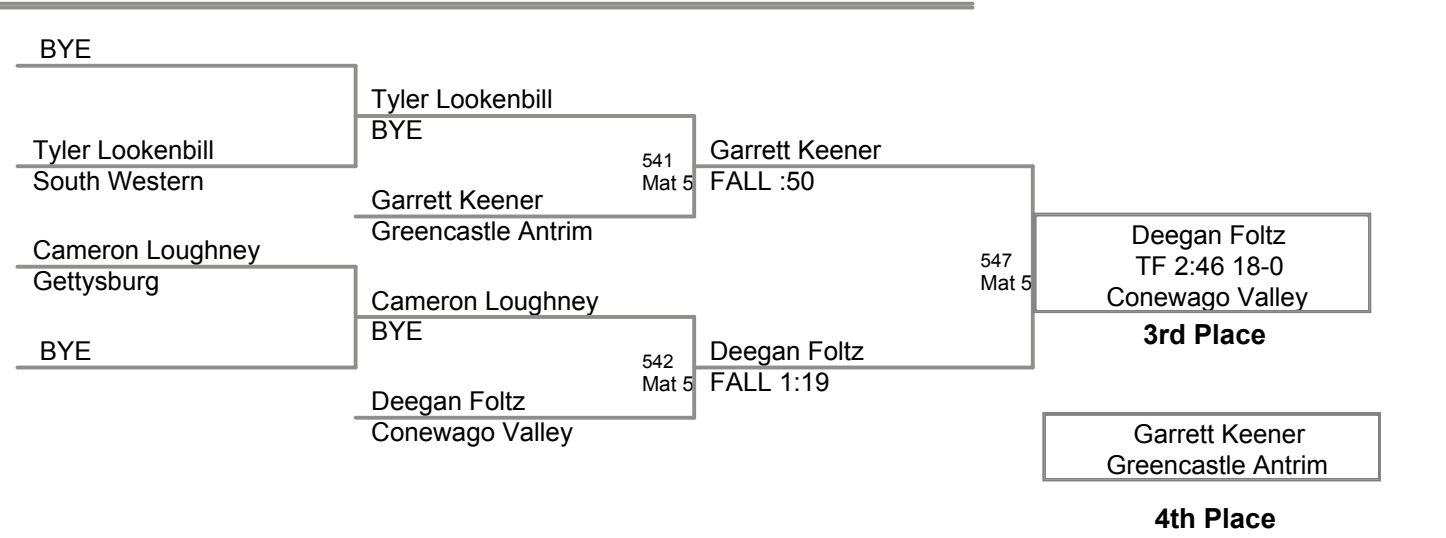 BYE
Tyler Lookenbill
South Western
Cameron Loughney
Gettysburg
BYE
Tyler Lookenbill
BYE
541
Mat 5
Garrett Keener
Greencastle Antrim
Cameron Loughney
BYE
542
Mat 5
Deegan Foltz
Conewago Valley
Garrett Keener
FALL :50
547
Mat 5
Deegan Foltz
FALL 1:19
Deegan Foltz
TF 2:46 18-0
Conewago Valley
3rd Place
Garrett Keener
Greencastle Antrim
4th Place